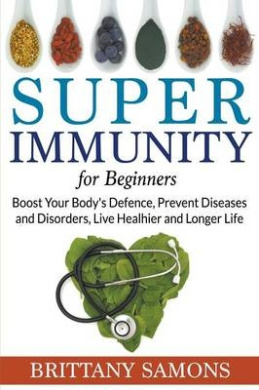 SUPER
IMMUNITY
for Beginners
Boost Your Body's Defence, Prevent Diseases
and Disorders, Live Healhier and Longer Life
BRITTANY SAMONS